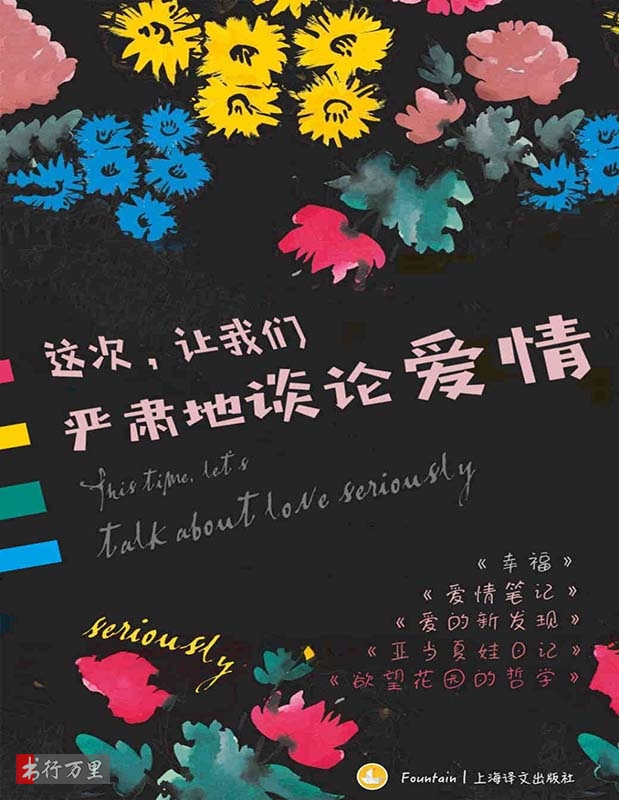 这次，让我们
严肃地谈论爱情
This time, let's
talk about love seriously
《幸福》
《爱情笔记》
《爱的新发现》
《亚当夏娃日记》
《欲望花园的哲学》
seriously
书行万里
Fountain | 上海译文出版社